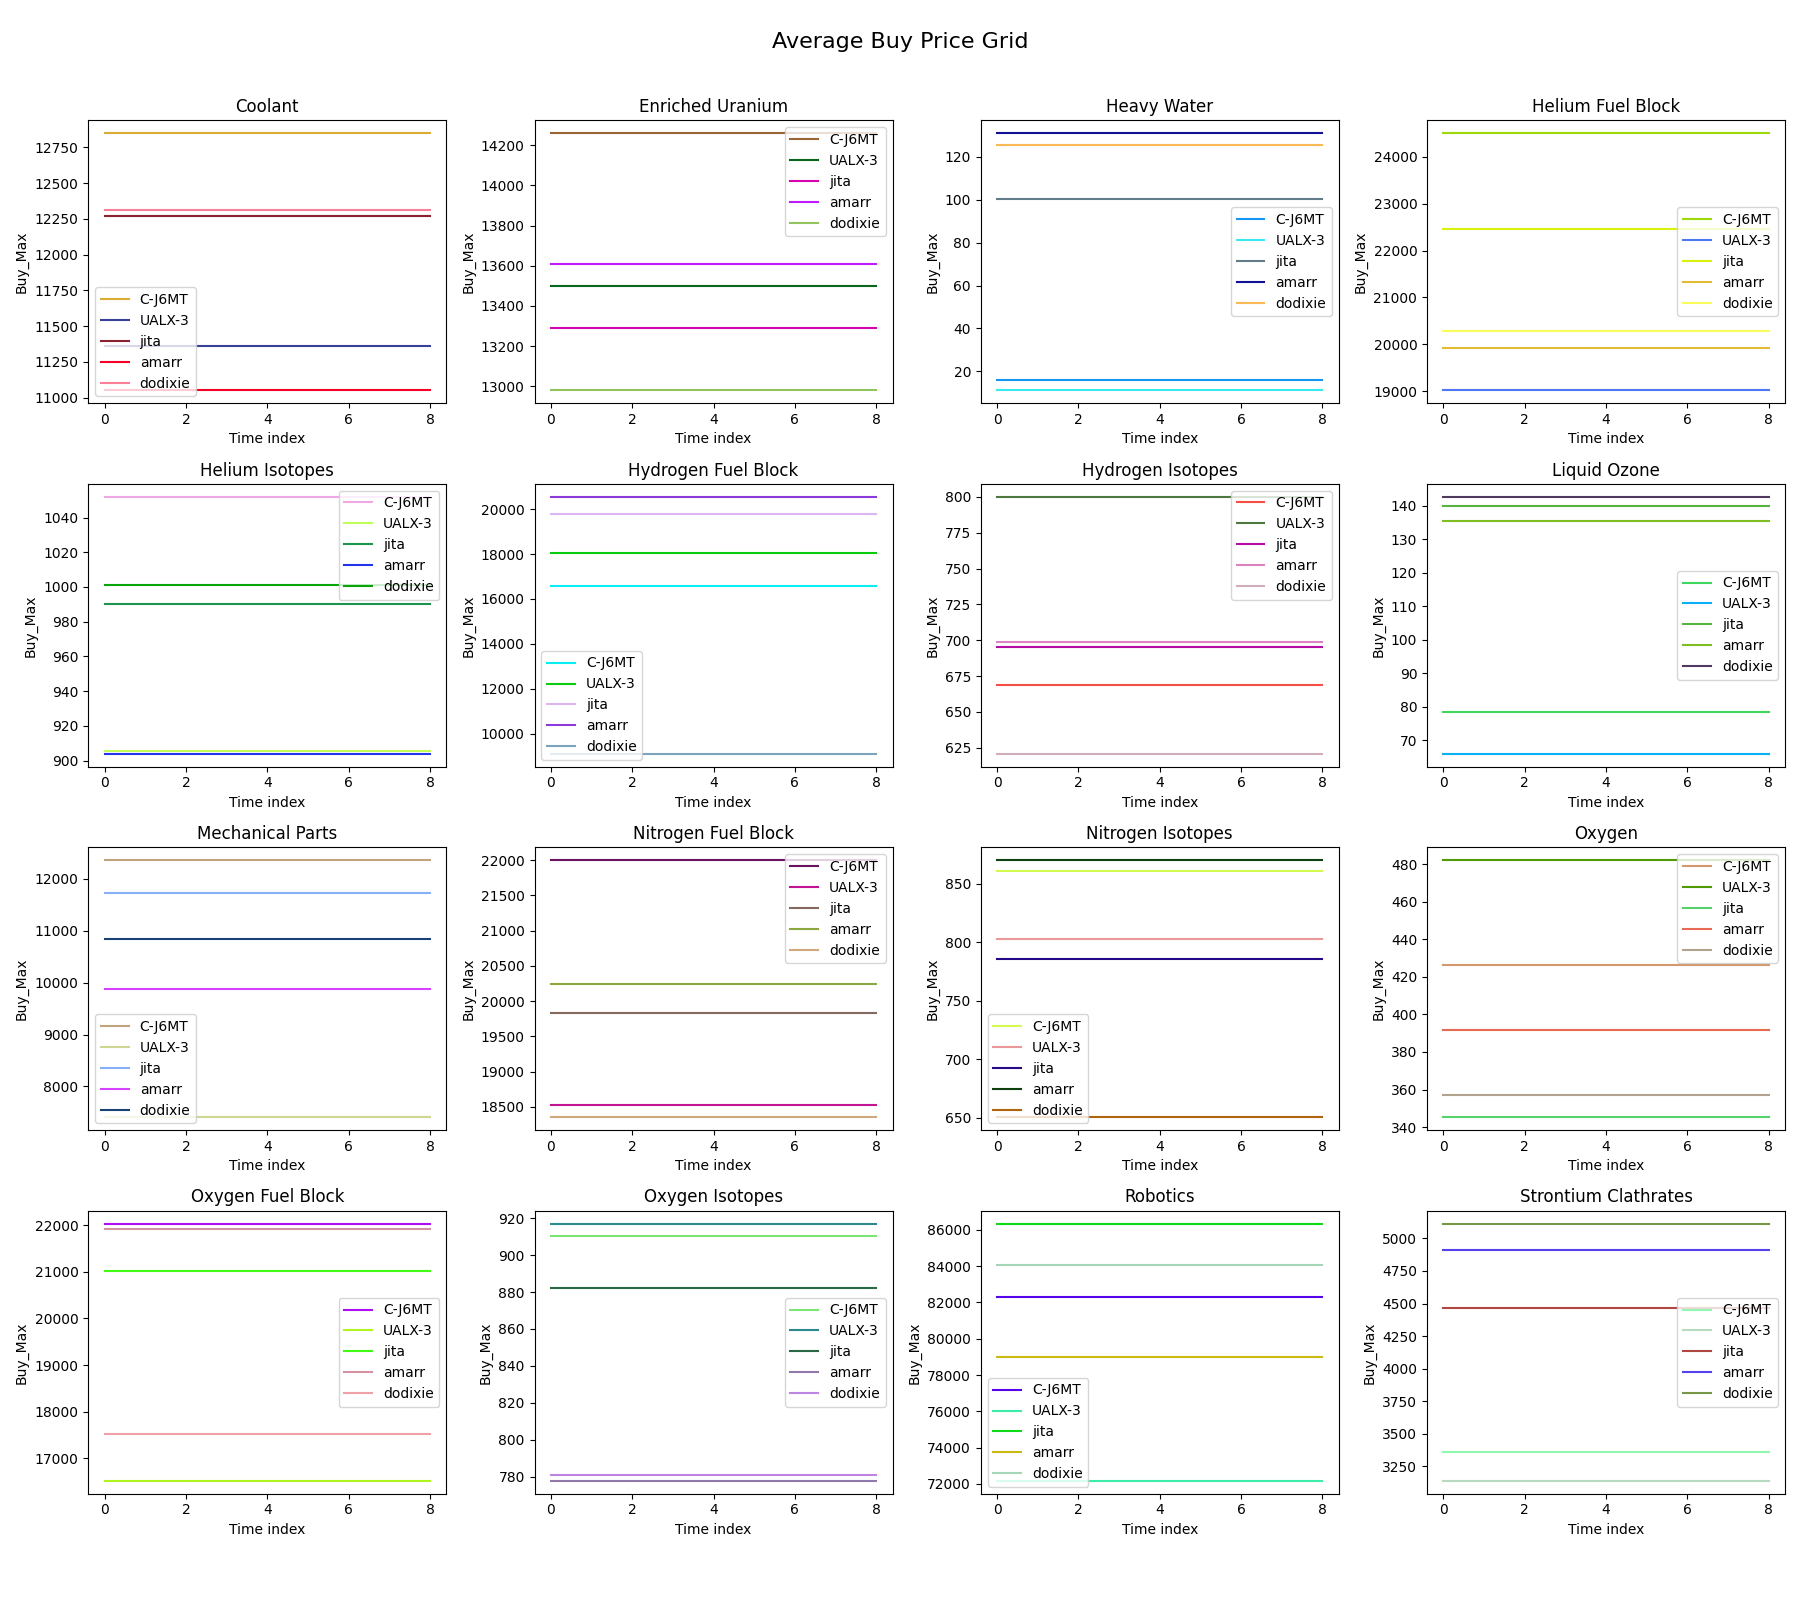 Average Buy Price Grid
Coolant
Buy_Max
12750
12500
12250
12000
11750
11500
11250
11000
C-J6MT
UALX-3
jita
amarr
dodixie
0 2 4 6 8
Time index
Enriched Uranium
Buy_Max
14200
14000
13800
13600
13400
13200
13000
C-J6MT
UALX-3
jita
amarr
dodixie
0 2 4 6 8
Time index
Heavy Water
Buy_Max
120
100
80
60
40
20
C-J6MT
UALX-3
jita
amarr
dodixie
0 2 4 6 8
Time index
Helium Fuel Block
Buy_Max
24000
23000
22000
21000
20000
19000
C-J6MT
UALX-3
jita
amarr
dodixie
0 2 4 6 8
Time index
Helium Isotopes
Buy_Max
1040
1020
1000
980
960
940
920
900
C-J6MT
UALX-3
jita
amarr
dodixie
0 2 4 6 8
Time index
Hydrogen Fuel Block
Buy_Max
20000
18000
16000
14000
12000
10000
C-J6MT
UALX-3
jita
amarr
dodixie
0 2 4 6 8
Time index
Hydrogen Isotopes
Buy_Max
800
775
750
725
700
675
650
625
C-J6MT
UALX-3
jita
amarr
dodixie
0 2 4 6 8
Time index
Liquid Ozone
Buy_Max
140
130
120
110
100
90
80
70
C-J6MT
UALX-3
jita
amarr
dodixie
0 2 4 6 8
Time index
Mechanical Parts
Buy_Max
12000
11000
10000
9000
8000
C-J6MT
UALX-3
jita
amarr
dodixie
0 2 4 6 8
Time index
Nitrogen Fuel Block
Buy_Max
22000
21500
21000
20500
20000
19500
19000
18500
C-J6MT
UALX-3
jita
amarr
dodixie
0 2 4 6 8
Time index
Nitrogen Isotopes
Buy_Max
850
800
750
700
650
C-J6MT
UALX-3
jita
amarr
dodixie
0 2 4 6 8
Time index
Oxygen
Buy_Max
480
460
440
420
400
380
360
340
C-J6MT
UALX-3
jita
amarr
dodixie
0 2 4 6 8
Time index
Oxygen Fuel Block
Buy_Max
22000
21000
20000
19000
18000
17000
C-J6MT
UALX-3
jita
amarr
dodixie
0 2 4 6 8
Time index
Oxygen Isotopes
Buy_Max
920
900
880
860
840
820
800
780
C-J6MT
UALX-3
jita
amarr
dodixie
0 2 4 6 8
Time index
Robotics
Buy_Max
86000
84000
82000
80000
78000
76000
74000
72000
C-J6MT
UALX-3
jita
amarr
dodixie
0 2 4 6 8
Time index
Strontium Clathrates
Buy_Max
5000
4750
4500
4250
4000
3750
3500
3250
C-J6MT
UALX-3
jita
amarr
dodixie
0 2 4 6 8
Time index